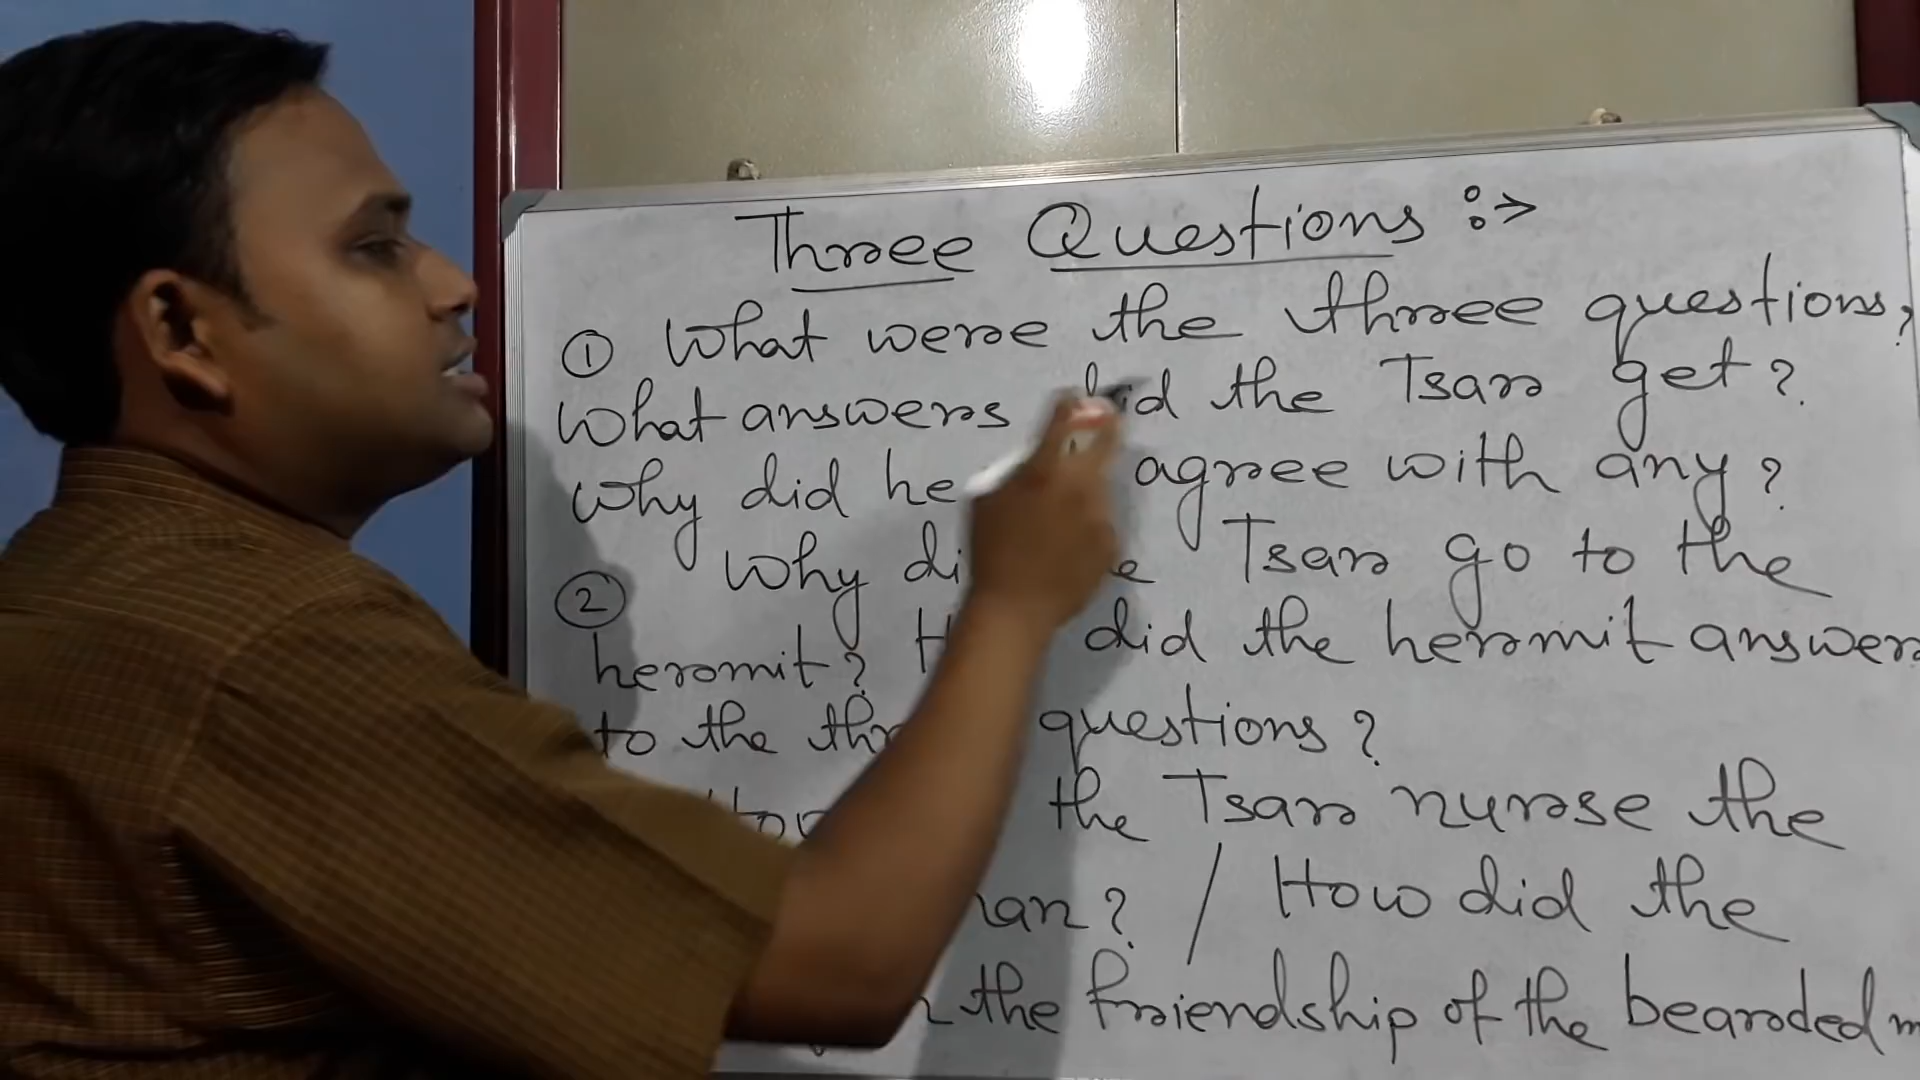 Three Questions :->
① What were the three questions,
What answers did the Tsar get?
Why did he agree with any?
② Why Tsar go to the
hermit? did the hermit answer
to the questions?
the Tsar nurse the
? / How did the
the friendship of the bearded